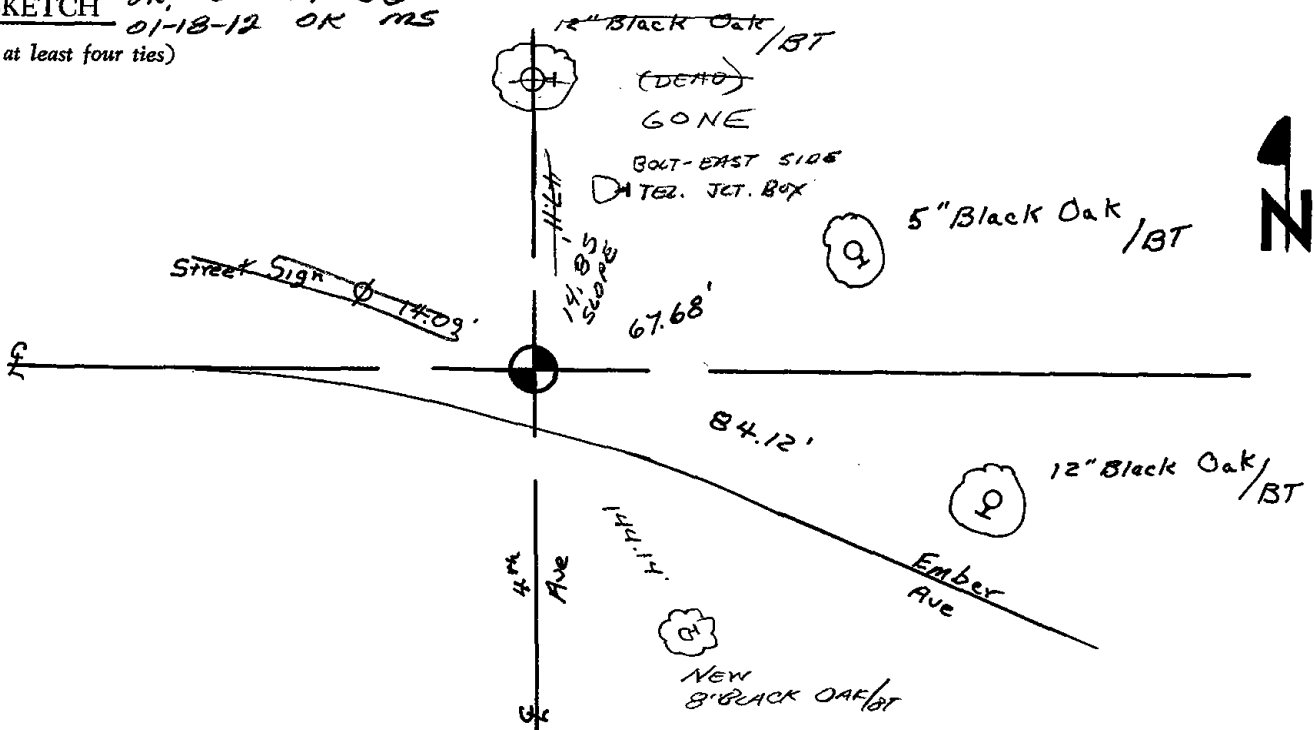 KETCH
01-18-12 OK MS
at least four ties)
12" Black Oak/BT
(DEAD)
GONE
BOLT-EAST SIDE
TEL. JCT. BOX
N
5" Black Oak/BT
Street Sign 14.09'
14.85
SLOPE
67.68'
84.12'
12" Black Oak/BT
144.14'
4th
Ave
Ember
Ave
NEW
8" BLACK OAK/BT